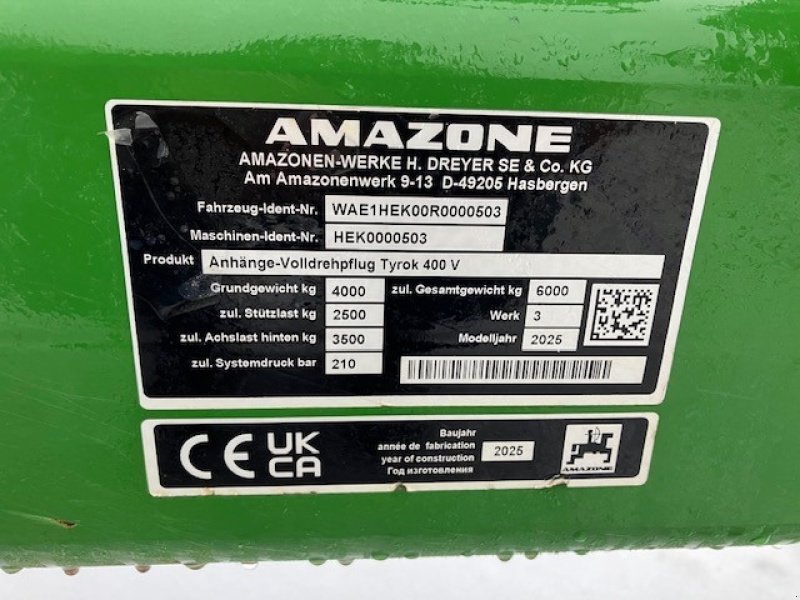 AMAZONE
AMAZONEN-WERKE H. DREYER SE & Co. KG
Am Amazonenwerk 9-13 D-49205 Hasbergen
Fahrzeug-Ident-Nr. WAE1HEK00R0000503
Maschinen-Ident-Nr. HEK0000503
Produkt Anhänge-Volldrehpflug Tyrok 400 V
Grundgewicht kg 4000 zul. Gesamtgewicht kg 6000
zul. Stützlast kg 2500 Werk 3
zul. Achslast hinten kg 3500 Modelljahr 2025
zul. Systemdruck bar 210
CE UK CA
Baujahr
année de fabrication
year of construction
Год изготовления
2025
AMAZONE